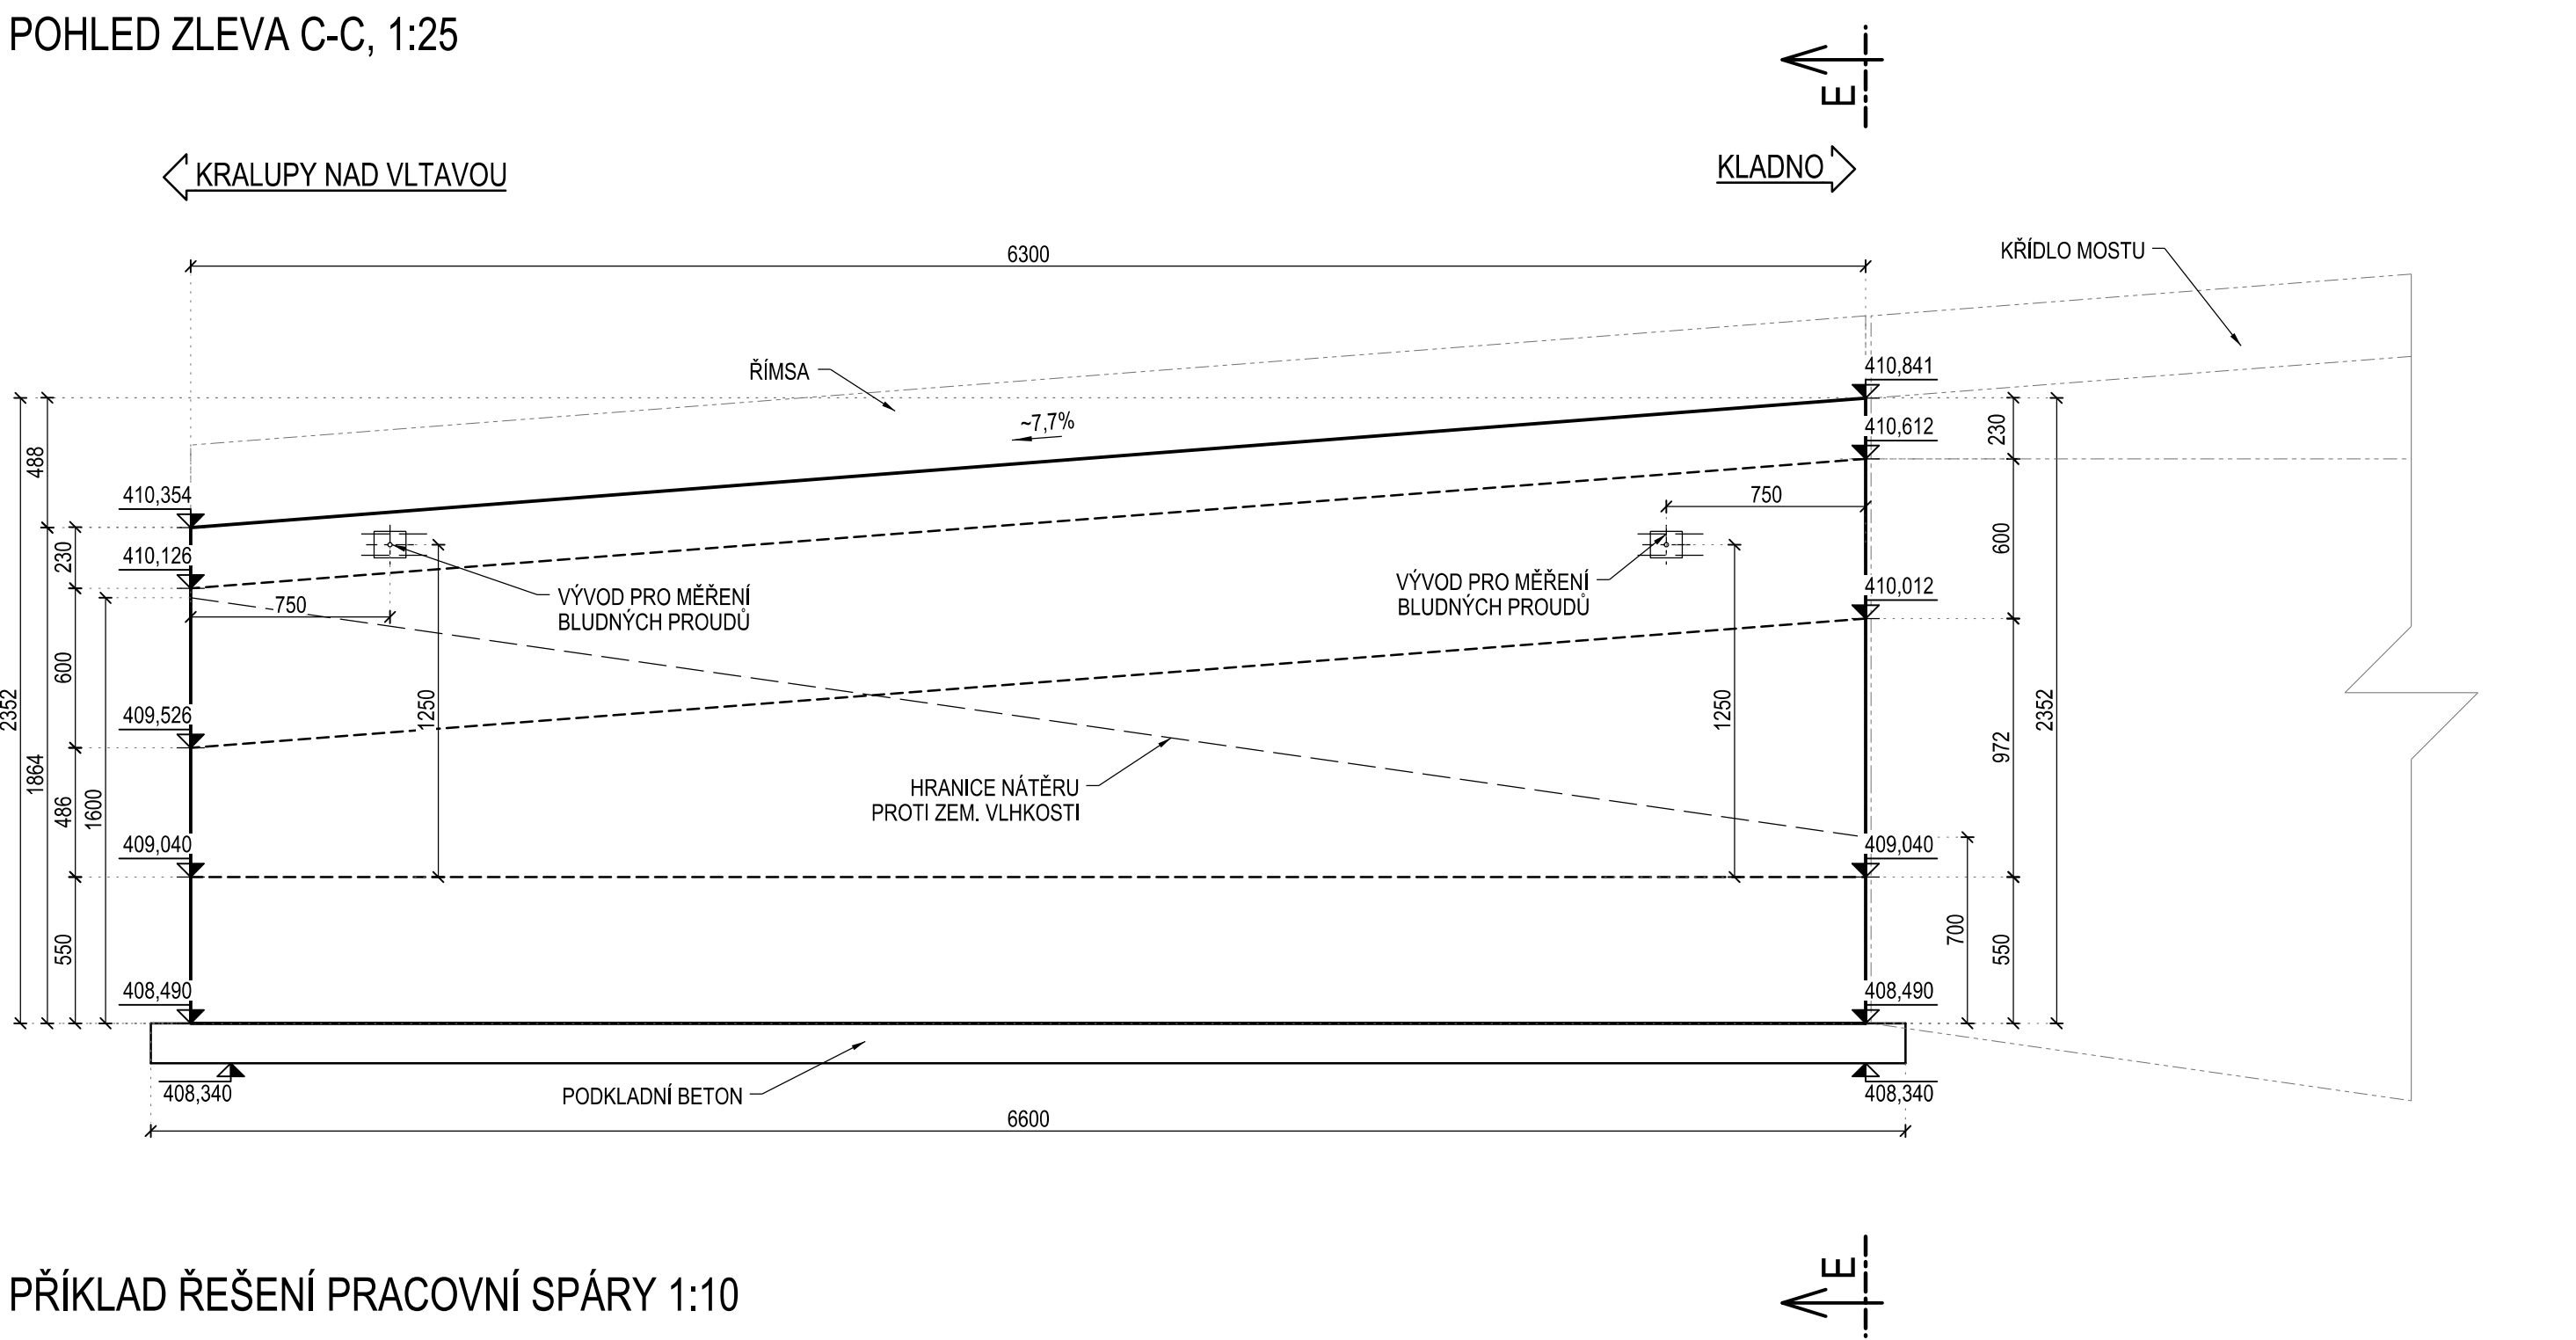 POHLED ZLEVA C-C, 1:25
E
KRALUPY NAD VLTAVOU
KLADNO
6300
KŘÍDLO MOSTU
ŘÍMSA
410,841
~7,7%
410,612
230
488
410,354
750
230
410,126
600
VÝVOD PRO MĚŘENÍ
BLUDNÝCH PROUDŮ
VÝVOD PRO MĚŘENÍ
BLUDNÝCH PROUDŮ
410,012
750
600
2352
409,526
1250
1250
2352
972
1864
486
1600
HRANICE NÁTĚRU
PROTI ZEM. VLHKOSTI
409,040
409,040
550
700
550
408,490
408,490
408,340
PODKLADNÍ BETON
408,340
6600
E
PŘÍKLAD ŘEŠENÍ PRACOVNÍ SPÁRY 1:10